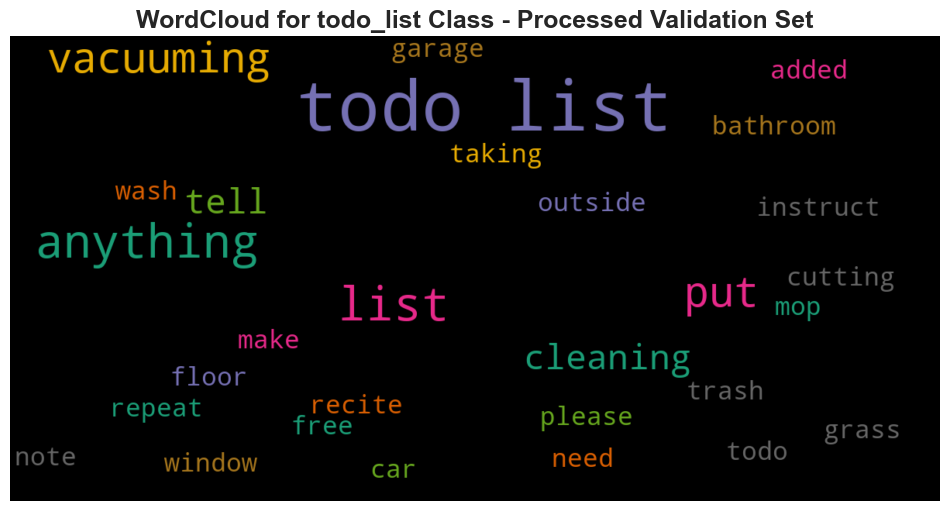 WordCloud for todo_list Class - Processed Validation Set
vacuuming
garage
added
todo list
bathroom
taking
wash
tell
outside
instruct
anything
list
put
cutting
mop
make
cleaning
floor
trash
repeat
recite
free
please
grass
note
window
car
need
todo